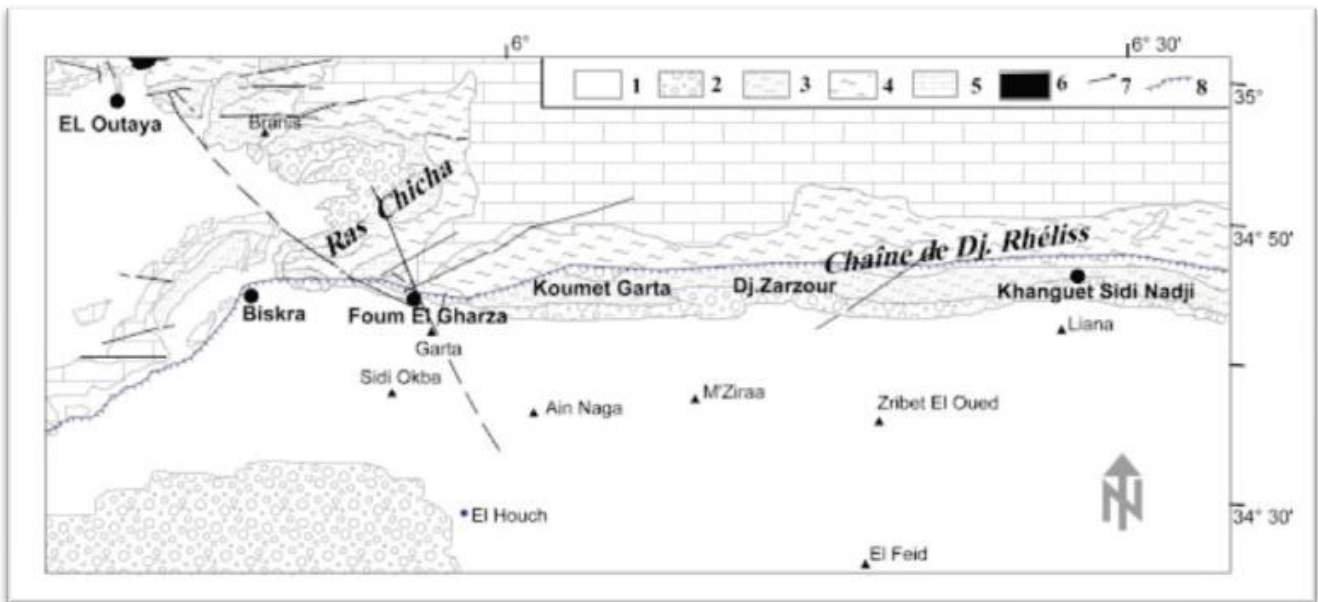 6° 6° 30'
1 2 3 4 5 6 7 8
35°
EL Outaya
Branis
Ras Chicha
34° 50'
Chaîne de Dj. Rhéliss
Koumet Garta
Dj.Zarzour
Khanguet Sidi Nadji
Biskra
Foum El Gharza
Liana
Garta
Sidi Okba
Ain Naga
M'Ziraa
Zribet El Oued
N
El Houch
34° 30'
El Feid